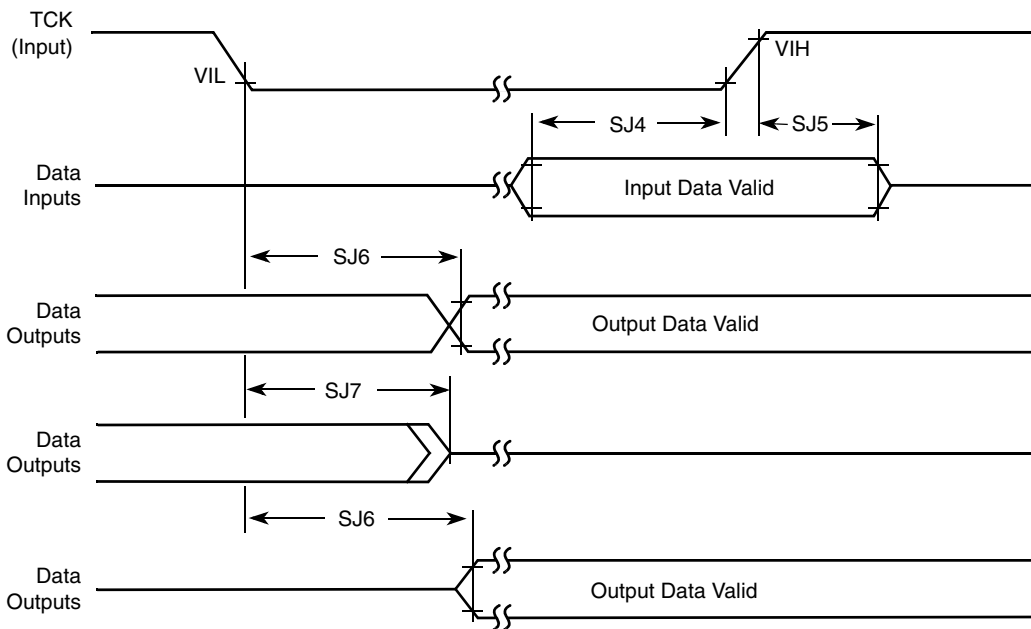 TCK
(Input)
VIL
VIH
SJ4
SJ5
Data
Inputs
Input Data Valid
SJ6
Data
Outputs
Output Data Valid
SJ7
Data
Outputs
SJ6
Data
Outputs
Output Data Valid